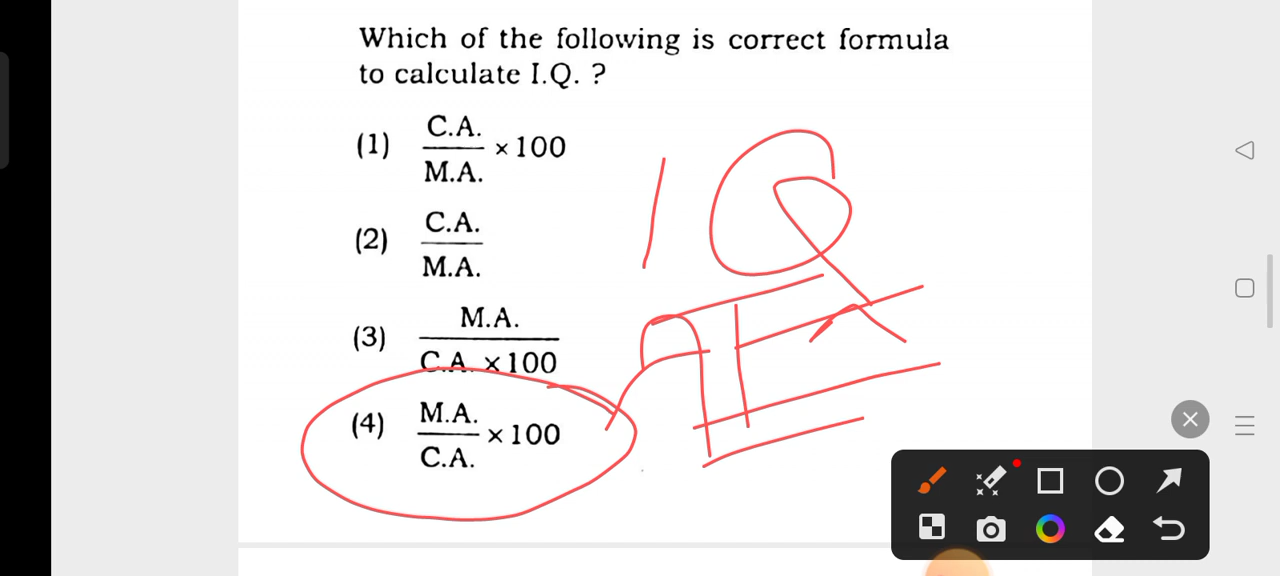 Which of the following is correct formula
to calculate I.Q. ?
(1) C.A.
M.A. × 100
(2) C.A.
M.A.
(3) M.A.
C.A. × 100
(4) M.A.
C.A. × 100
IQ